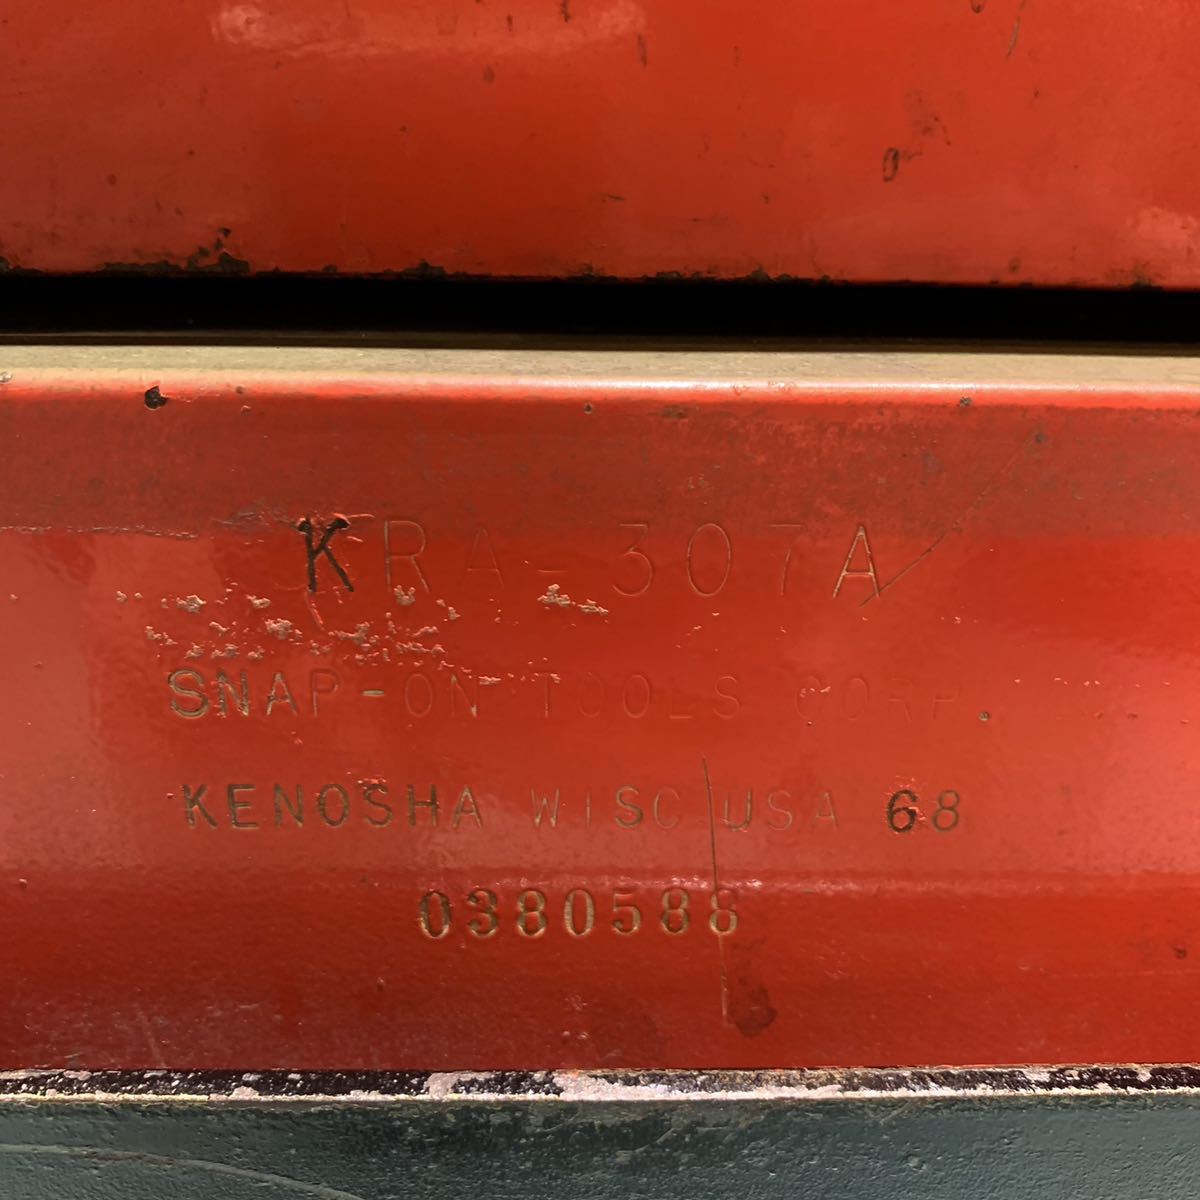 KRA-307A
SNAP-ON TOOLS CORP.
KENOSHA WISC USA 68
0380588